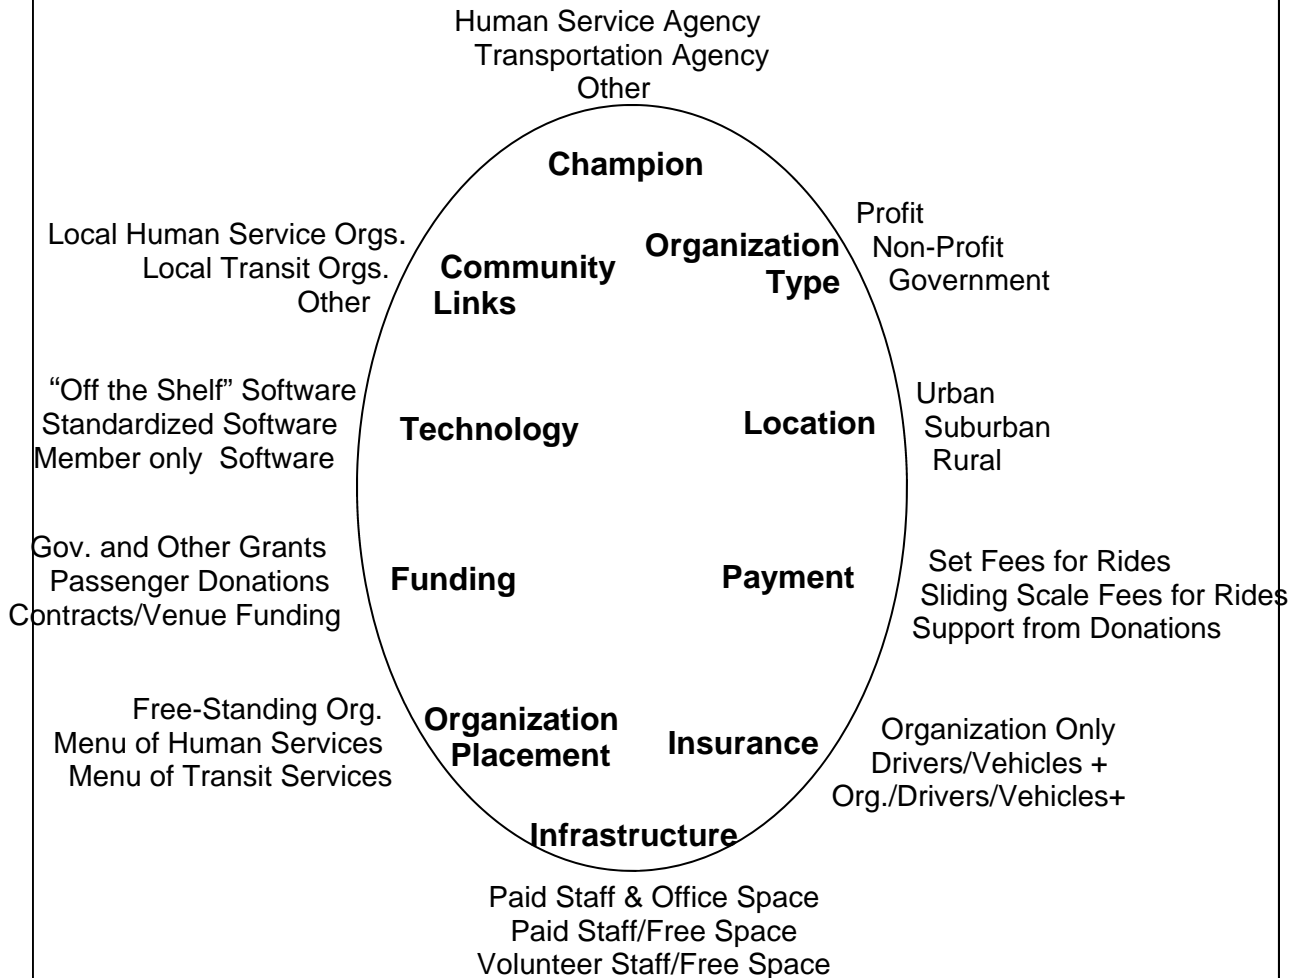 Human Service Agency
Transportation Agency
Other
Champion
Profit
Non-Profit
Government
Organization
Type
Local Human Service Orgs.
Local Transit Orgs.
Other
Community
Links
“Off the Shelf” Software
Standardized Software
Member only  Software
Technology
Location
Urban
Suburban
Rural
Gov. and Other Grants
Passenger Donations
Contracts/Venue Funding
Funding
Payment
Set Fees for Rides
Sliding Scale Fees for Rides
Support from Donations
Free-Standing Org.
Menu of Human Services
Menu of Transit Services
Organization
Placement
Insurance
Organization Only
Drivers/Vehicles +
Org./Drivers/Vehicles+
Infrastructure
Paid Staff & Office Space
Paid Staff/Free Space
Volunteer Staff/Free Space